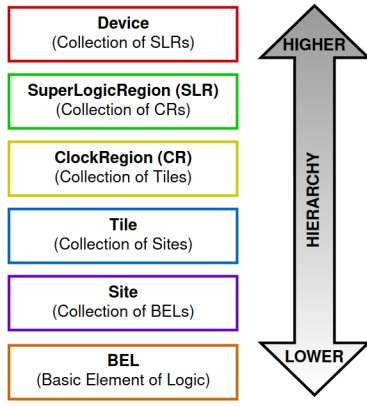 Device
(Collection of SLRs)
SuperLogicRegion (SLR)
(Collection of CRs)
ClockRegion (CR)
(Collection of Tiles)
Tile
(Collection of Sites)
Site
(Collection of BELs)
BEL
(Basic Element of Logic)
HIGHER
HIERARCHY
LOWER